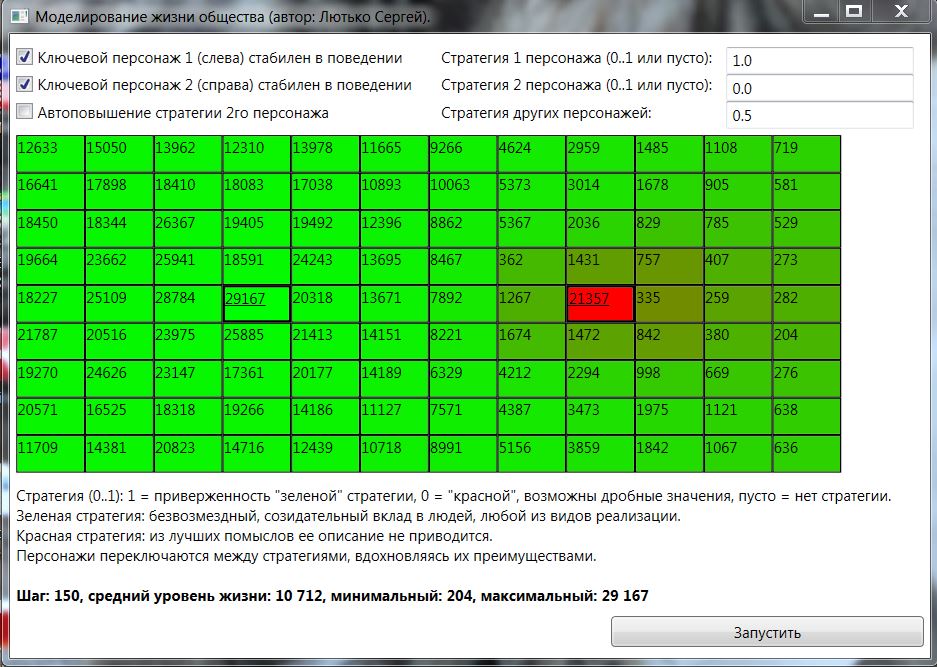 Моделирование жизни общества (автор: Лютько Сергей).
Ключевой персонаж 1 (слева) стабилен в поведении Стратегия 1 персонажа (0..1 или пусто): 1.0
Ключевой персонаж 2 (справа) стабилен в поведении Стратегия 2 персонажа (0..1 или пусто): 0.0
Автоповышение стратегии 2го персонажа Стратегия других персонажей: 0.5
12633 15050 13962 12310 13978 11665 9266 4624 2959 1485 1108 719
16641 17898 18410 18083 17038 10893 10063 5373 3014 1678 905 581
18450 18344 26367 19405 19492 12396 8862 5367 2036 829 785 529
19664 23662 25941 18591 24243 13695 8467 362 1431 757 407 273
18227 25109 28784 29167 20318 13671 7892 1267 21357 335 259 282
21787 20516 23975 25885 21413 14151 8221 1674 1472 842 380 204
19270 24626 23147 17361 20177 14189 6329 4212 2294 998 669 276
20571 16525 18318 19266 14186 11127 7571 4387 3473 1975 1121 638
11709 14381 20823 14716 12439 10718 8991 5156 3859 1842 1067 636
Стратегия (0..1): 1 = приверженность "зеленой" стратегии, 0 = "красной", возможны дробные значения, пусто = нет стратегии.
Зеленая стратегия: безвозмездный, созидательный вклад в людей, любой из видов реализации.
Красная стратегия: из лучших помыслов ее описание не приводится.
Персонажи переключаются между стратегиями, вдохновляясь их преимуществами.
Шаг: 150, средний уровень жизни: 10 712, минимальный: 204, максимальный: 29 167
Запустить